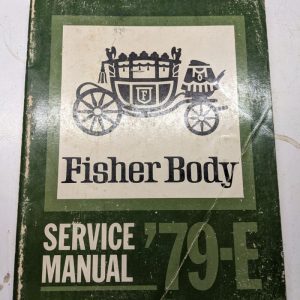 Fisher Body
SERVICE
MANUAL '79-E